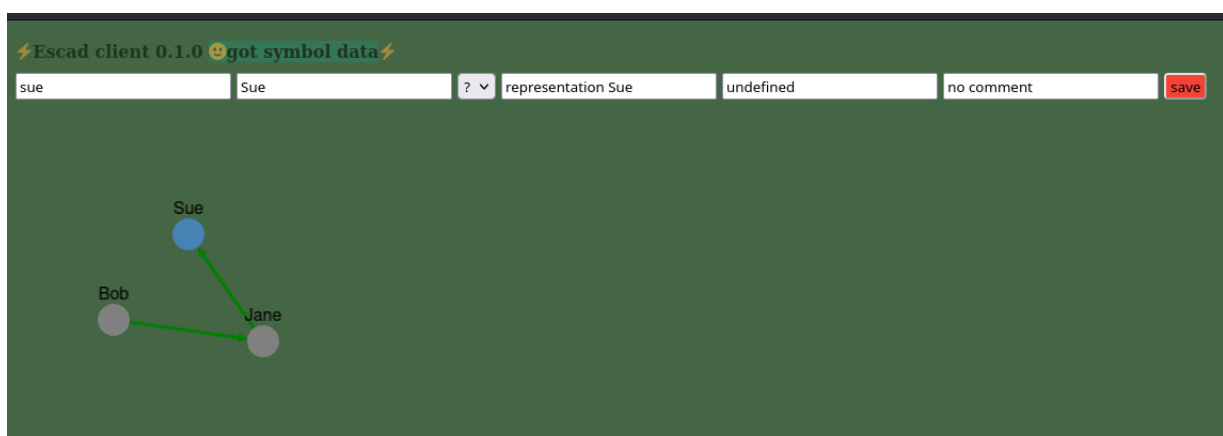 ⚡Escad client 0.1.0 🙂got symbol data⚡
sue Sue ? representation Sue undefined no comment save
Sue
Bob
Jane